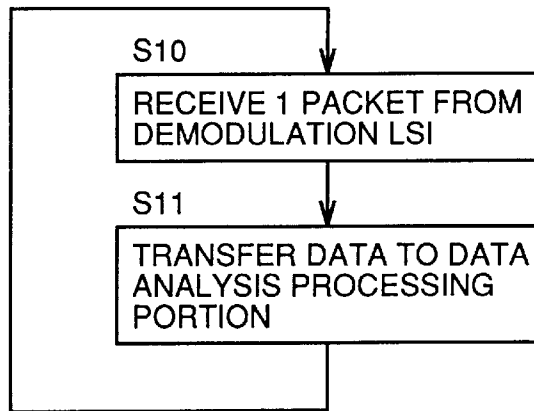 S10
RECEIVE 1 PACKET FROM
DEMODULATION LSI
S11
TRANSFER DATA TO DATA
ANALYSIS PROCESSING
PORTION